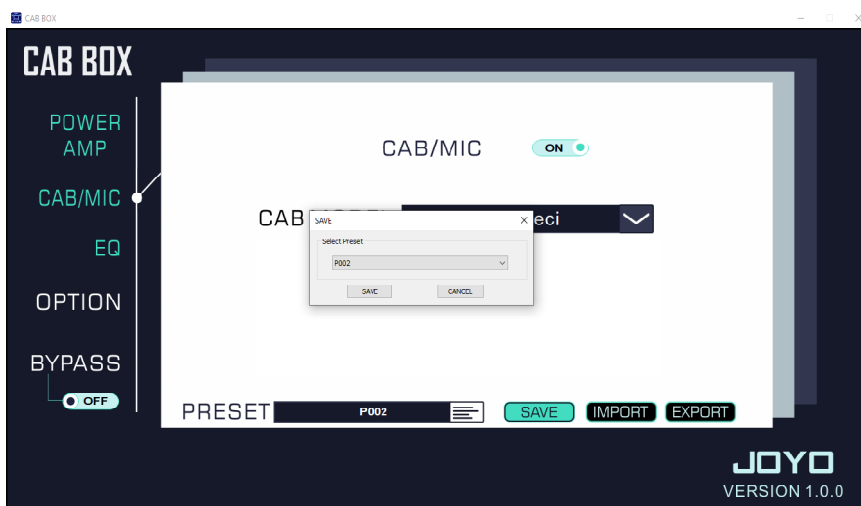 CAB BOX
CAB BOX
POWER
AMP
CAB/MIC
EQ
OPTION
BYPASS
OFF
CAB/MIC
ON
CAB
eci
SAVE
Select Preset
P002
SAVE
CANCEL
PRESET
P002
SAVE
IMPORT
EXPORT
JOYO
VERSION 1.0.0